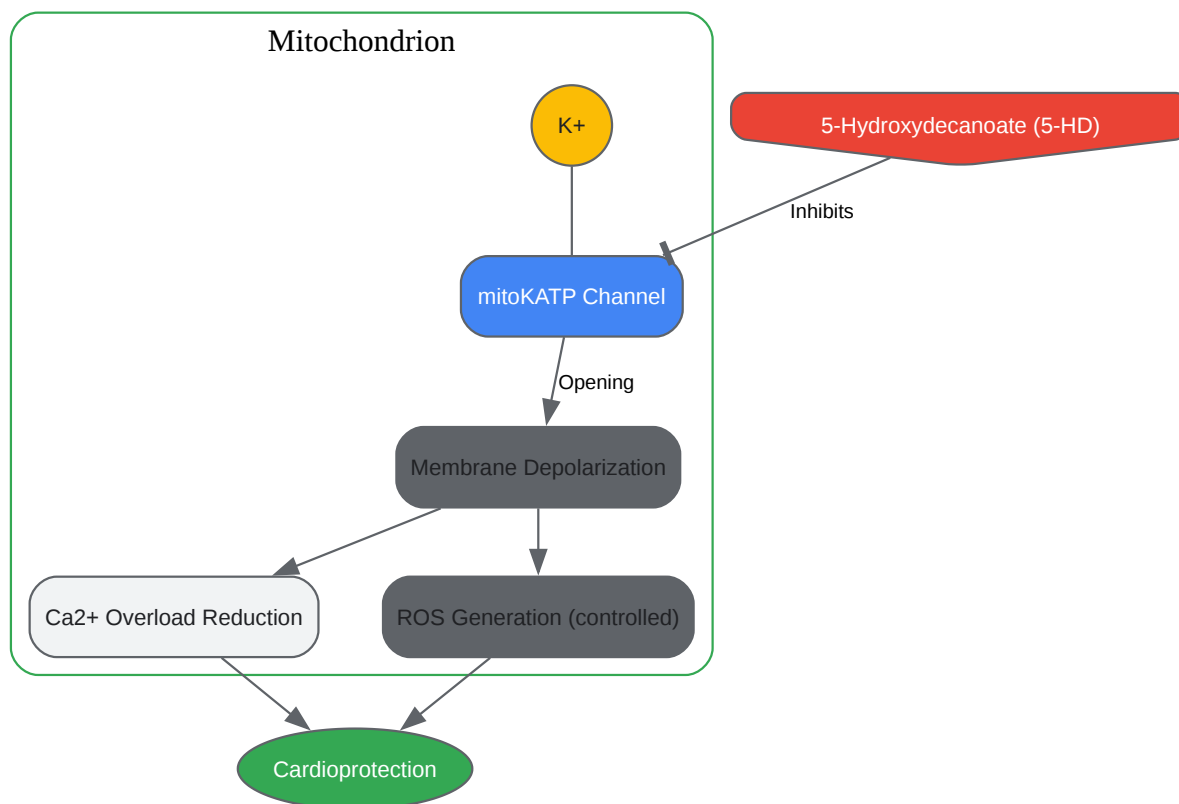 Mitochondrion
K+
5-Hydroxydecanoate (5-HD)
Inhibits
mitoKATP Channel
Opening
Membrane Depolarization
Ca2+ Overload Reduction
ROS Generation (controlled)
Cardioprotection